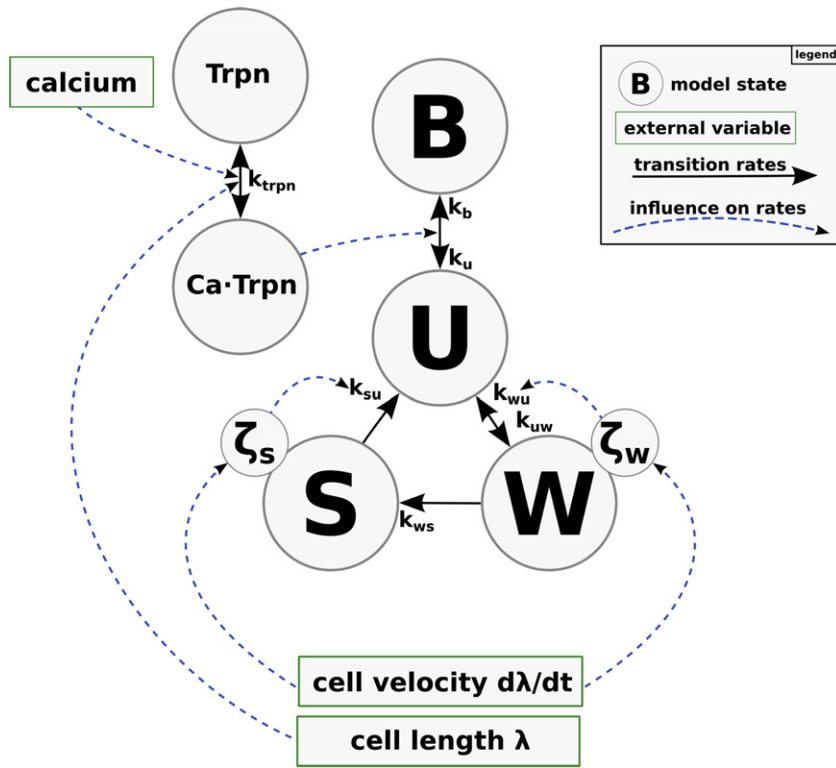 Trpn
calcium
k_trpn
Ca·Trpn
B
k_b
k_u
U
k_su
k_wu
k_uw
ζ_s
ζ_w
S
W
k_ws
cell velocity dλ/dt
cell length λ
legend
B model state
external variable
transition rates
influence on rates